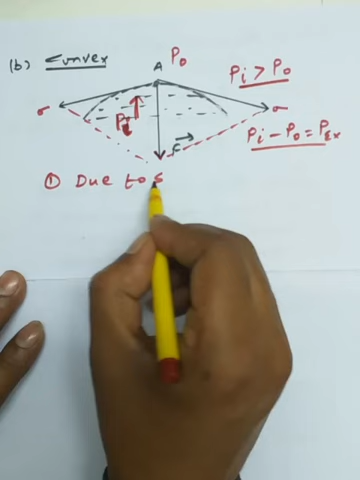 (b) Convex
A P₀
Pᵢ > P₀
σ σ
Pᵢ
C
Pᵢ - P₀ = Pₑₓ
① Due to s